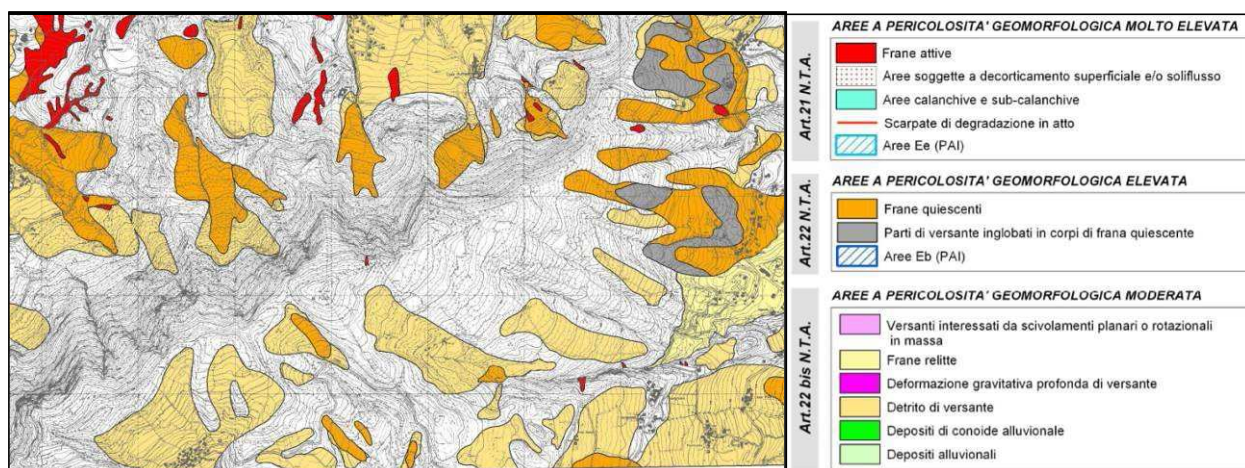 AREE A PERICOLOSITA' GEOMORFOLOGICA MOLTO ELEVATA
Art.21 N.T.A.
Frane attive
Aree soggette a decorticamento superficiale e/o soliflusso
Aree calanchive e sub-calanchive
Scarpate di degradazione in atto
Aree Ee (PAI)
AREE A PERICOLOSITA' GEOMORFOLOGICA ELEVATA
Art.22 N.T.A.
Frane quiescenti
Parti di versante inglobati in corpi di frana quiescente
Aree Eb (PAI)
AREE A PERICOLOSITA' GEOMORFOLOGICA MODERATA
Art.22 bis N.T.A.
Versanti interessati da scivolamenti planari o rotazionali
in massa
Frane relitte
Deformazione gravitativa profonda di versante
Detrito di versante
Depositi di conoide alluvionale
Depositi alluvionali